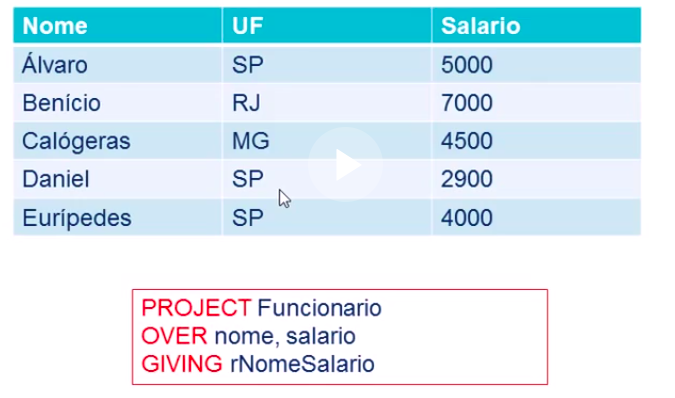 Nome UF Salario
Álvaro SP 5000
Benício RJ 7000
Calógeras MG 4500
Daniel SP 2900
Eurípedes SP 4000
PROJECT Funcionario
OVER nome, salario
GIVING rNomeSalario